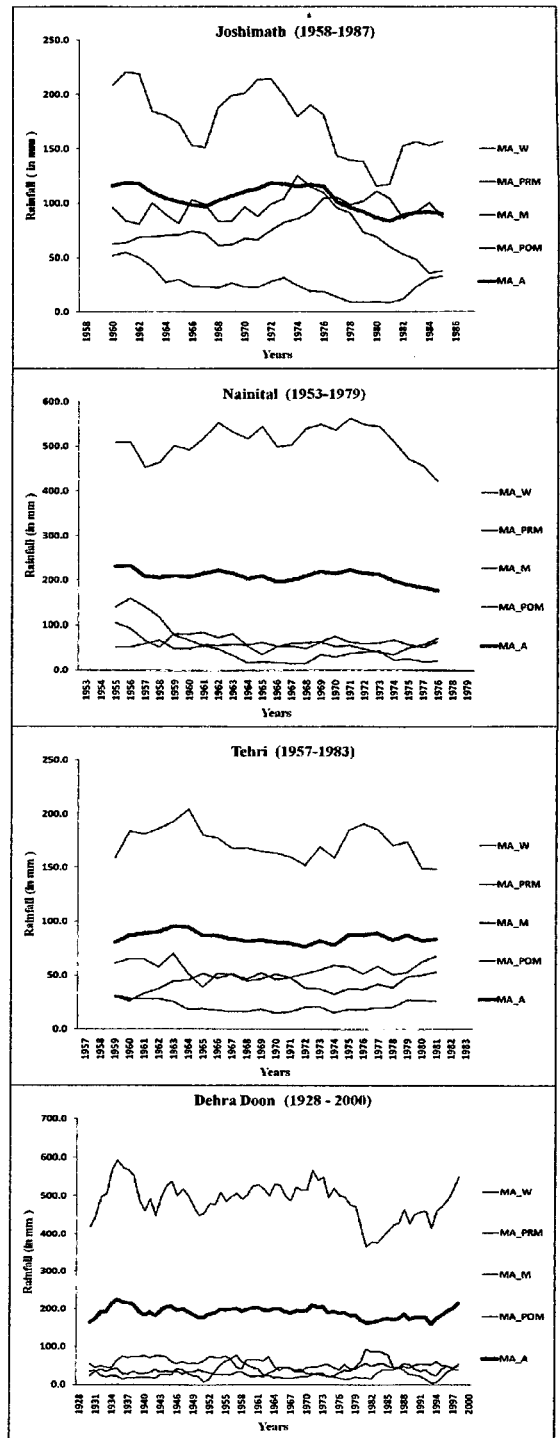 Joshimath (1958-1987)
Rainfall ( in mm )
250.0
200.0
150.0
100.0
50.0
0.0
1958 1960 1962 1964 1966 1968 1970 1972 1974 1976 1978 1980 1982 1984 1986
Years
MA_W
MA_PRM
MA_M
MA_POM
MA_A
Nainital (1953-1979)
Rainfall (in mm )
600.0
500.0
400.0
300.0
200.0
100.0
0.0
1953 1954 1955 1956 1957 1958 1959 1960 1961 1962 1963 1964 1965 1966 1967 1968 1969 1970 1971 1972 1973 1974 1975 1976 1978 1979
Years
MA_W
MA_PRM
MA_M
MA_POM
MA_A
Tehri (1957-1983)
Rainfall (in mm )
250.0
200.0
150.0
100.0
50.0
0.0
1957 1958 1959 1960 1961 1962 1963 1964 1965 1966 1967 1968 1969 1970 1971 1972 1973 1974 1975 1976 1977 1978 1979 1980 1981 1982 1983
Years
MA_W
MA_PRM
MA_M
MA_POM
MA_A
Dehra Doon (1928 - 2000)
Rainfall (in mm)
700.0
600.0
500.0
400.0
300.0
200.0
100.0
0.0
1928 1931 1934 1937 1940 1943 1946 1949 1952 1955 1958 1961 1964 1967 1970 1973 1976 1979 1982 1985 1988 1991 1994 1997 2000
Years
MA_W
MA_PRM
MA_M
MA_POM
MA_A